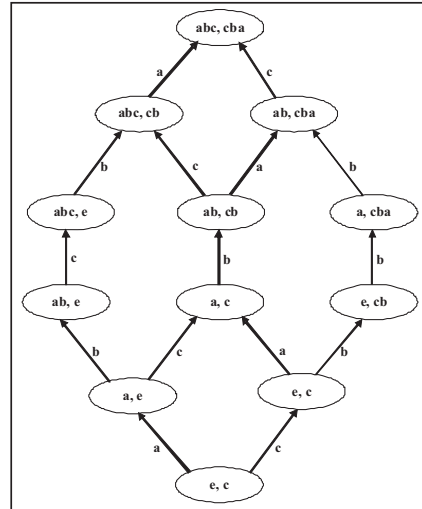 abc, cba
a c
abc, cb ab, cba
b c a b
abc, e ab, cb a, cba
c b b
ab, e a, c e, cb
b c a b
a, e e, c
a c
e, c